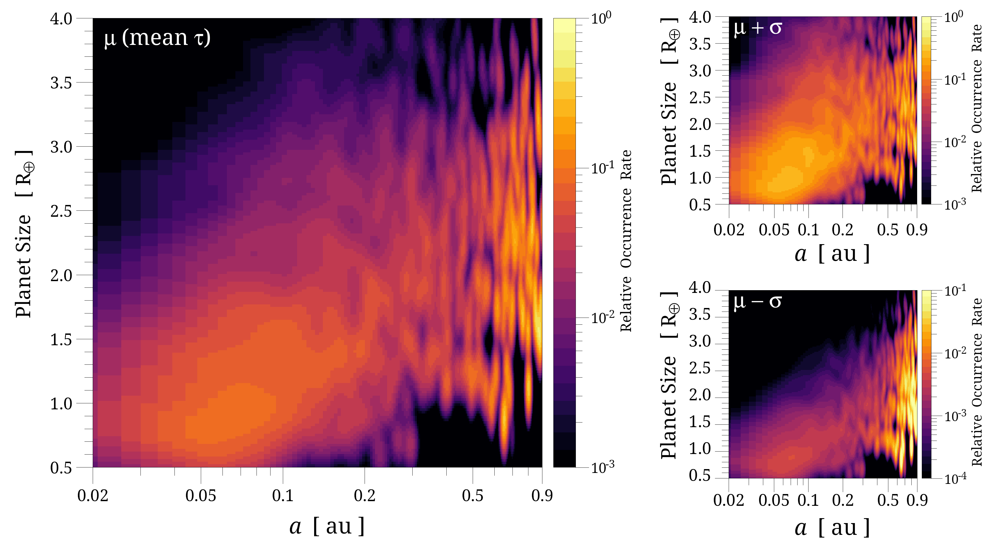 μ (mean τ)
4.0
3.5
3.0
2.5
2.0
1.5
1.0
0.5
Planet Size [ R⊕ ]
0.02 0.05 0.1 0.2 0.5 0.9
a [ au ]
10⁰
10⁻¹
10⁻²
10⁻³
Relative Occurrence Rate
μ + σ
4.0
3.5
3.0
2.5
2.0
1.5
1.0
0.5
Planet Size [ R⊕ ]
0.02 0.05 0.1 0.2 0.5 0.9
a [ au ]
10⁰
10⁻¹
10⁻²
10⁻³
Relative Occurrence Rate
μ − σ
4.0
3.5
3.0
2.5
2.0
1.5
1.0
0.5
Planet Size [ R⊕ ]
0.02 0.05 0.1 0.2 0.5 0.9
a [ au ]
10⁻¹
10⁻²
10⁻³
10⁻⁴
Relative Occurrence Rate